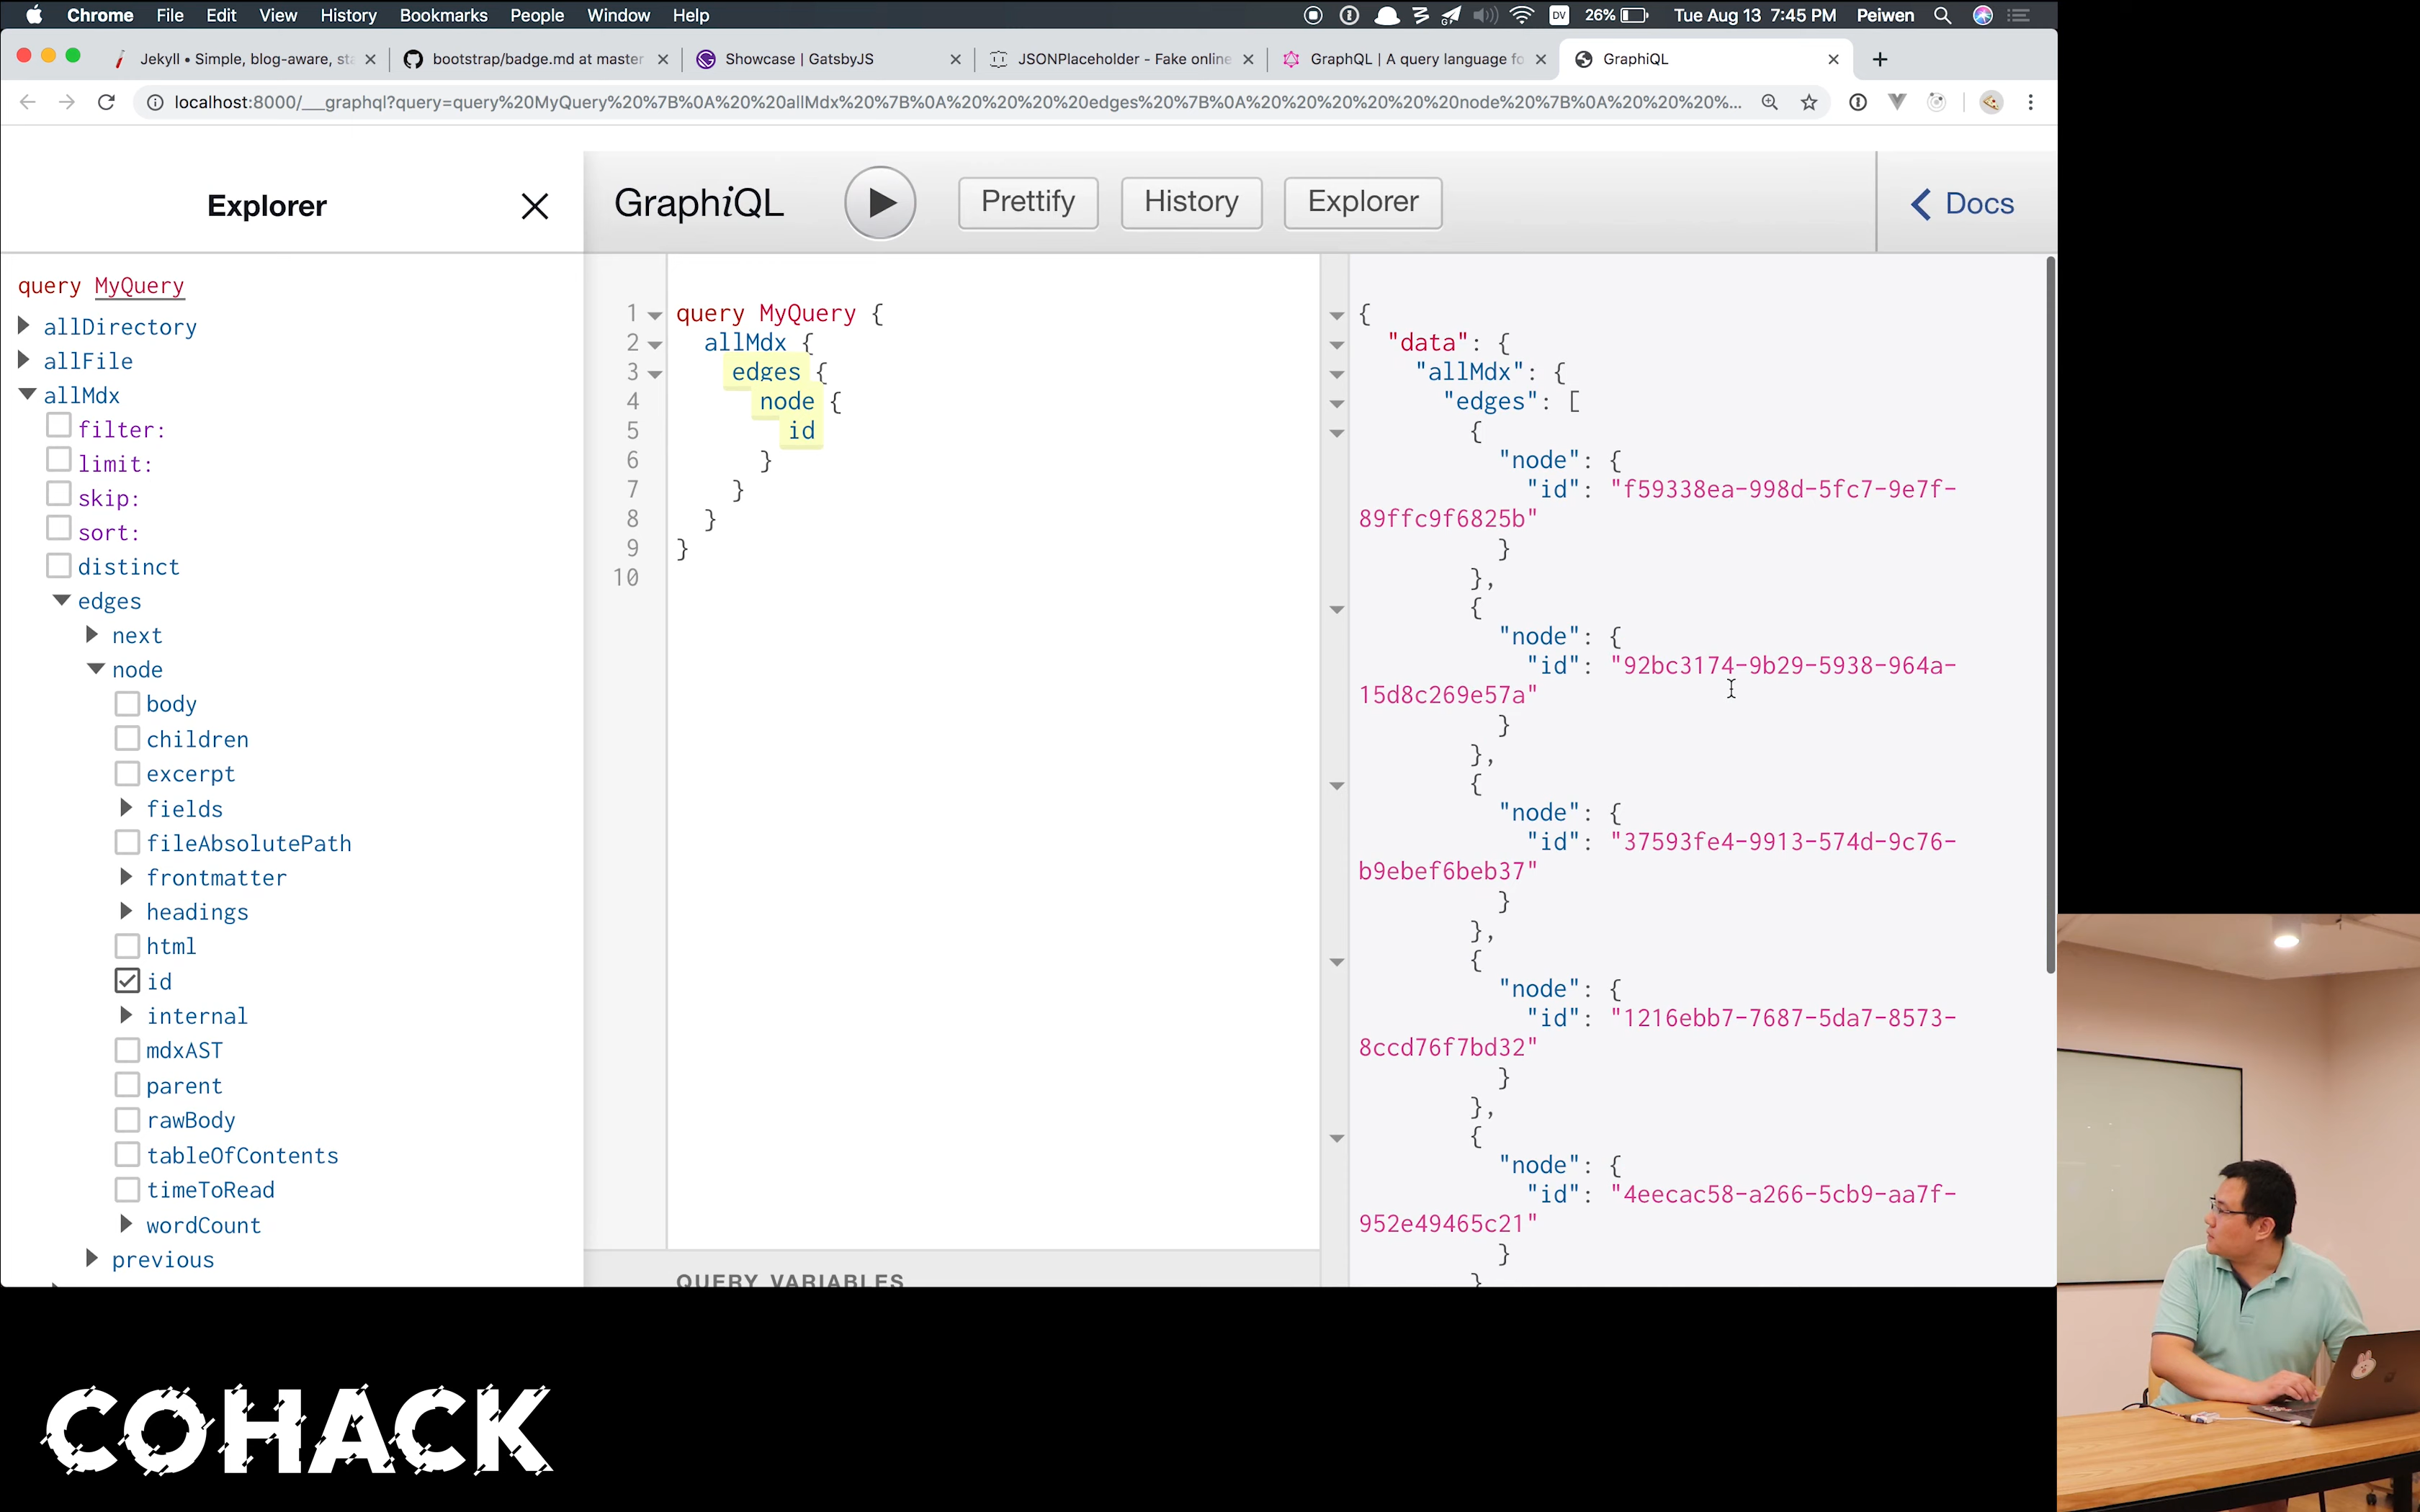 Chrome File Edit View History Bookmarks People Window Help DV 26% Tue Aug 13 7:45 PM Peiwen
Jekyll • Simple, blog-aware, sta bootstrap/badge.md at master Showcase | GatsbyJS JSONPlaceholder - Fake online GraphQL | A query language fo GraphiQL
localhost:8000/___graphql?query=query%20MyQuery%20%7B%0A%20%20allMdx%20%7B%0A%20%20%20%20edges%20%7B%0A%20%20%20%20%20%20node%20%7B%0A%20%20%20%...
Explorer
GraphiQL Prettify History Explorer Docs
query MyQuery
allDirectory
allFile
allMdx
filter:
limit:
skip:
sort:
distinct
edges
next
node
body
children
excerpt
fields
fileAbsolutePath
frontmatter
headings
html
id
internal
mdxAST
parent
rawBody
tableOfContents
timeToRead
wordCount
previous
1 query MyQuery {
2 allMdx {
3 edges {
4 node {
5 id
6 }
7 }
8 }
9 }
10
QUERY VARIABLES
{
"data": {
"allMdx": {
"edges": [
{
"node": {
"id": "f59338ea-998d-5fc7-9e7f-
89ffc9f6825b"
}
},
{
"node": {
"id": "92bc3174-9b29-5938-964a-
15d8c269e57a"
}
},
{
"node": {
"id": "37593fe4-9913-574d-9c76-
b9ebef6beb37"
}
},
{
"node": {
"id": "1216ebb7-7687-5da7-8573-
8ccd76f7bd32"
}
},
{
"node": {
"id": "4eecac58-a266-5cb9-aa7f-
952e49465c21"
}
}
COHACK